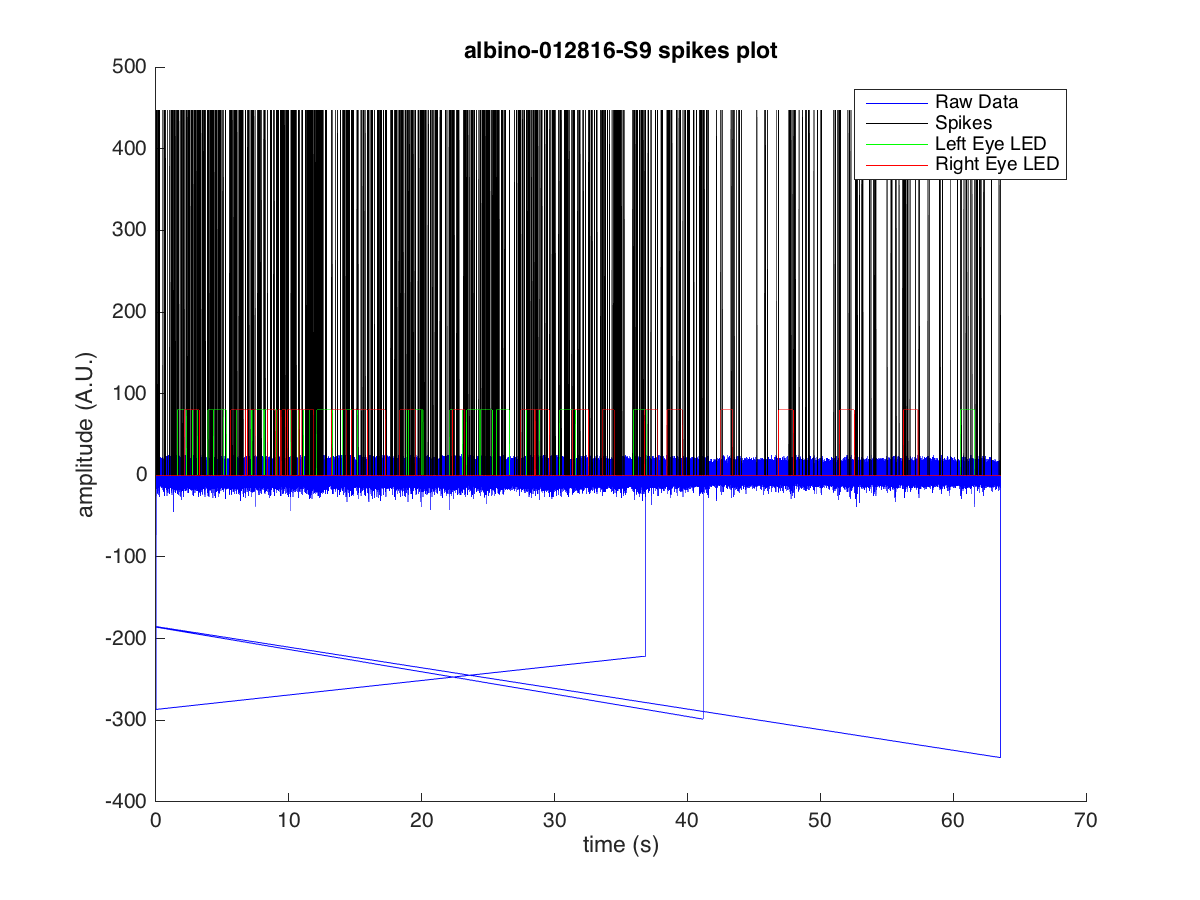 albino-012816-S9 spikes plot
500
400
300
200
100
0
-100
-200
-300
-400
amplitude (A.U.)
Raw Data
Spikes
Left Eye LED
Right Eye LED
0 10 20 30 40 50 60 70
time (s)